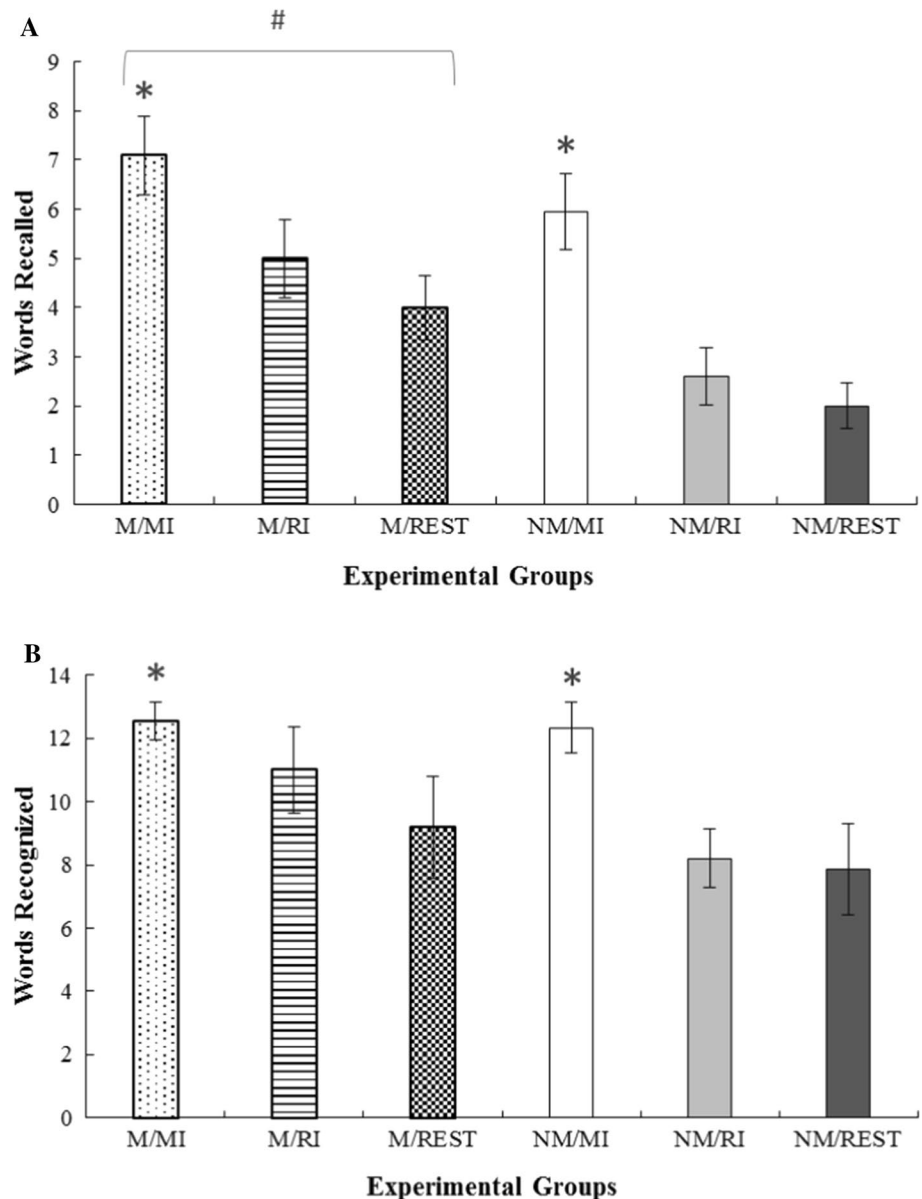 A
#
9
8
7
6
5
4
3
2
1
0
Words Recalled
*
*
M/MI M/RI M/REST NM/MI NM/RI NM/REST
Experimental Groups
B
14
12
10
8
6
4
2
0
Words Recognized
*
*
M/MI M/RI M/REST NM/MI NM/RI NM/REST
Experimental Groups